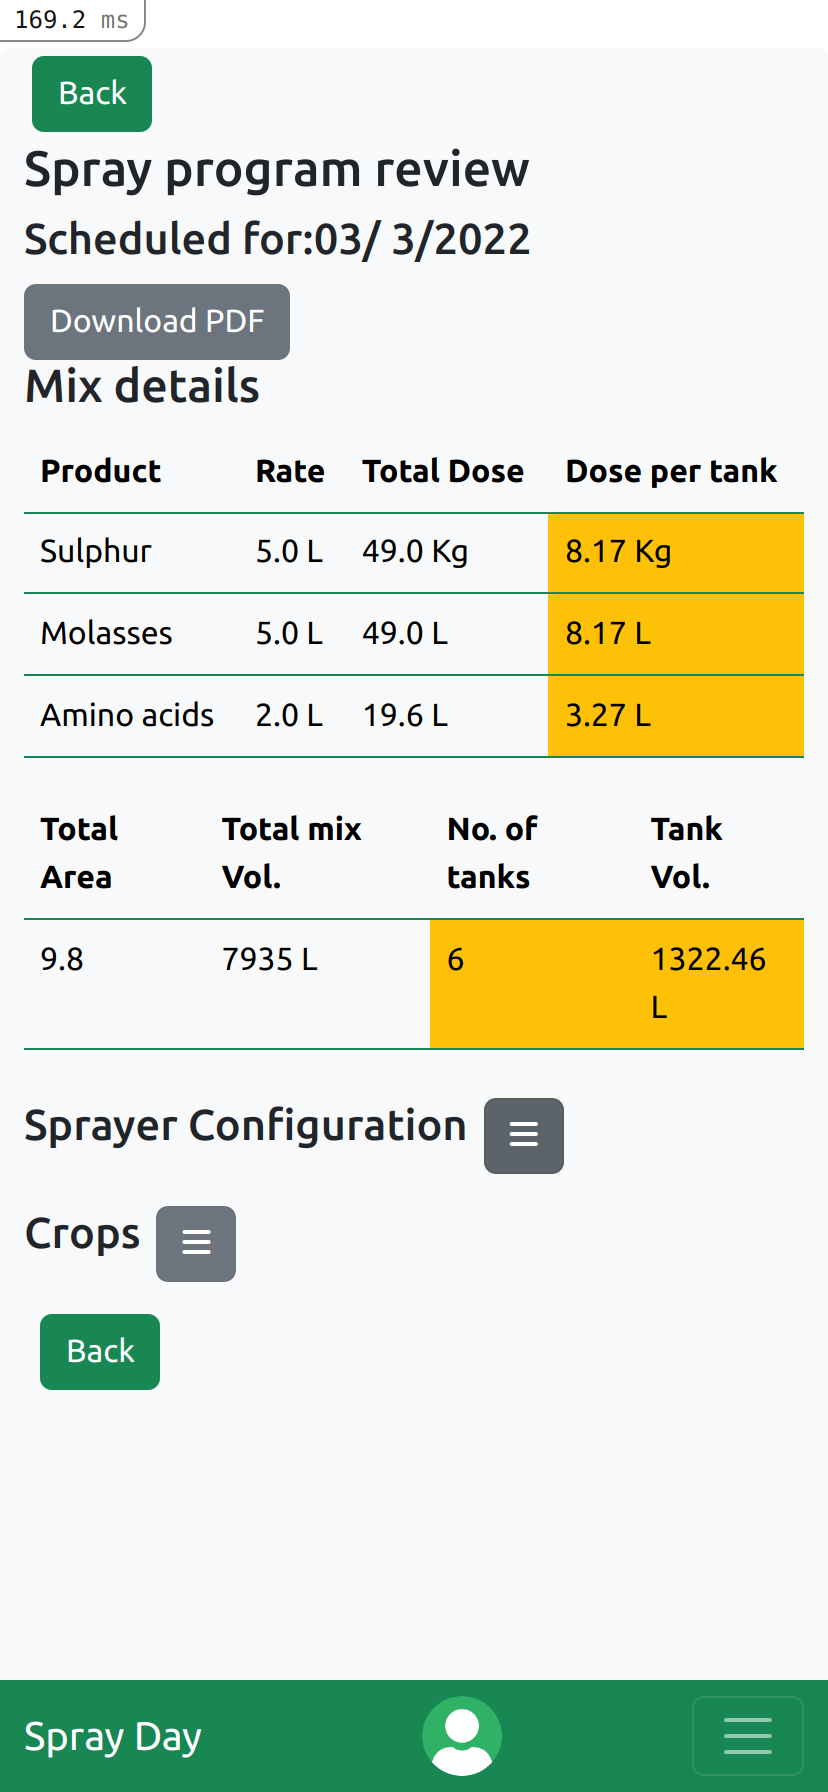 169.2 ms
Back
Spray program review
Scheduled for:03/ 3/2022
Download PDF
Mix details
Product Rate Total Dose Dose per tank
Sulphur 5.0 L 49.0 Kg 8.17 Kg
Molasses 5.0 L 49.0 L 8.17 L
Amino acids 2.0 L 19.6 L 3.27 L
Total Area Total mix Vol. No. of tanks Tank Vol.
9.8 7935 L 6 1322.46 L
Sprayer Configuration
Crops
Back
Spray Day